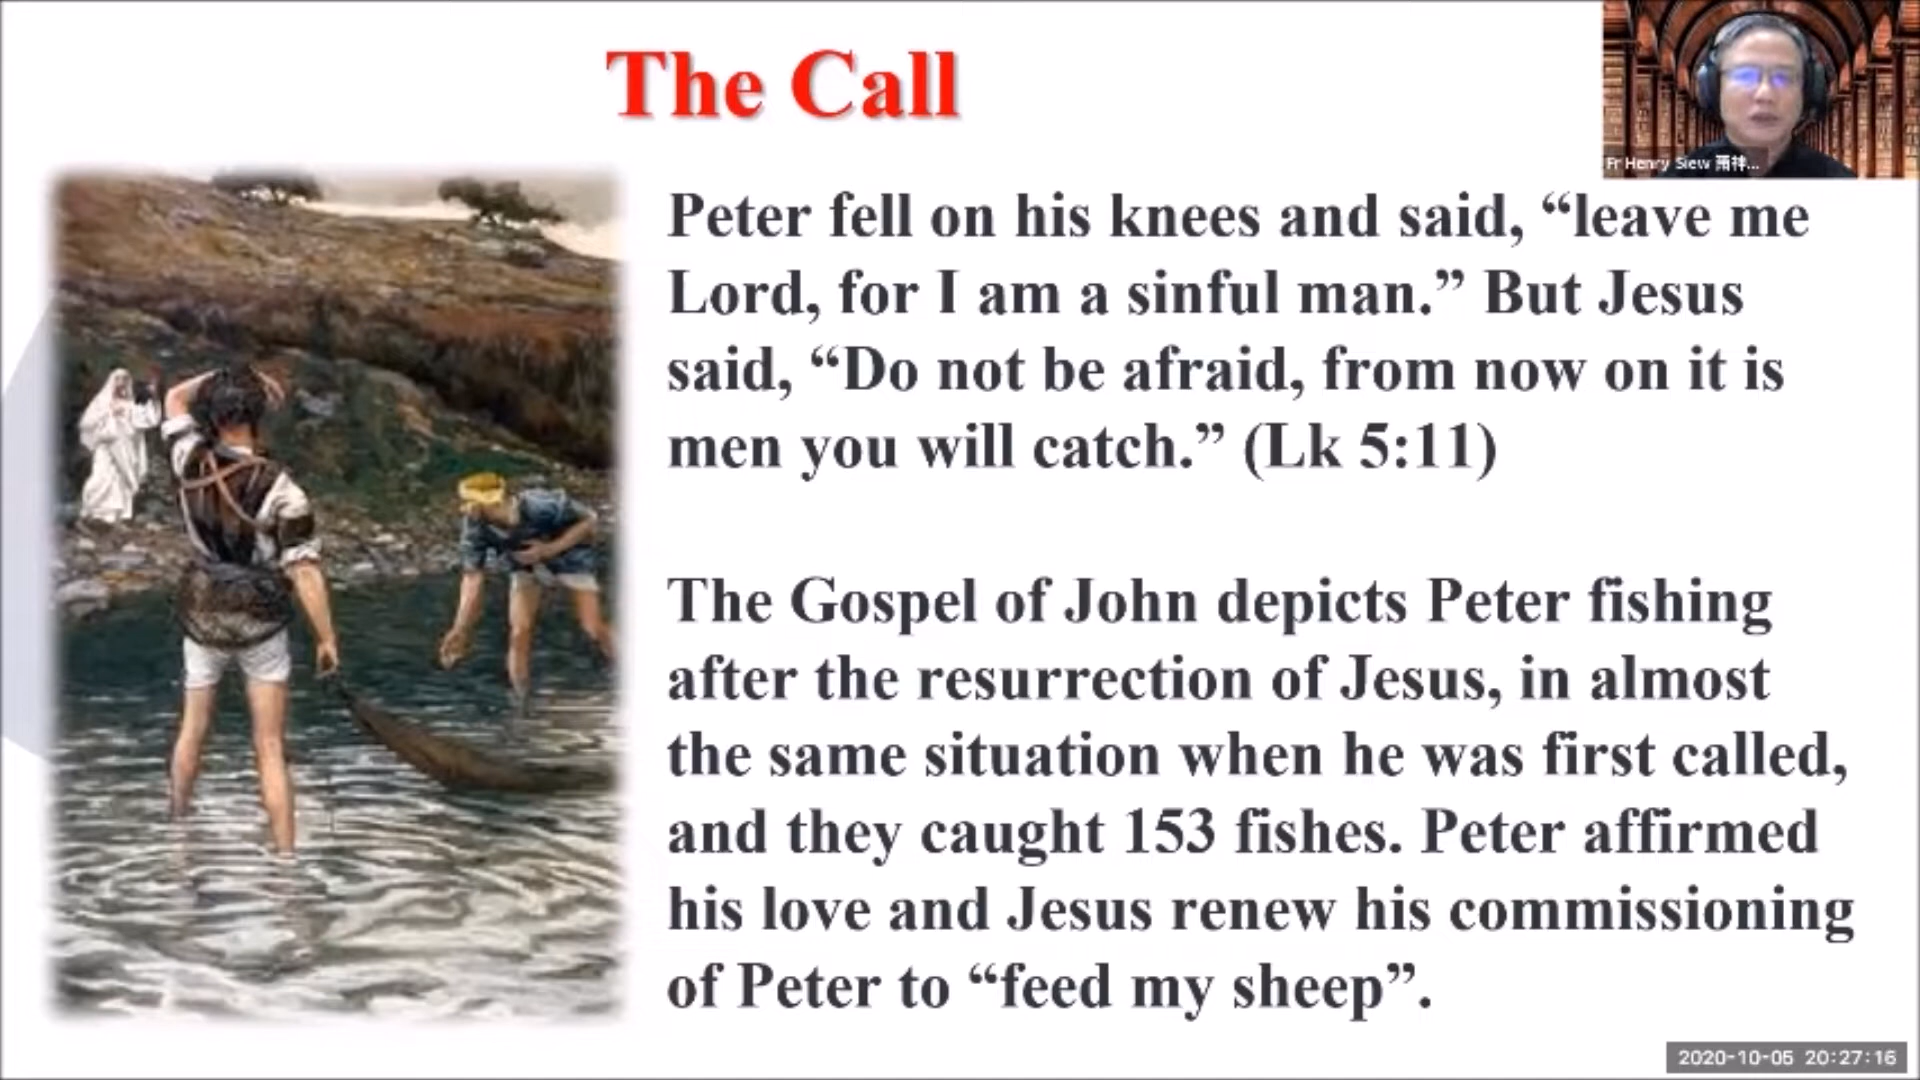 The Call
Fr Henry Siew 蕭神...
Peter fell on his knees and said, “leave me
Lord, for I am a sinful man.” But Jesus
said, “Do not be afraid, from now on it is
men you will catch.” (Lk 5:11)
The Gospel of John depicts Peter fishing
after the resurrection of Jesus, in almost
the same situation when he was first called,
and they caught 153 fishes. Peter affirmed
his love and Jesus renew his commissioning
of Peter to “feed my sheep”.
2020-10-05 20:27:16